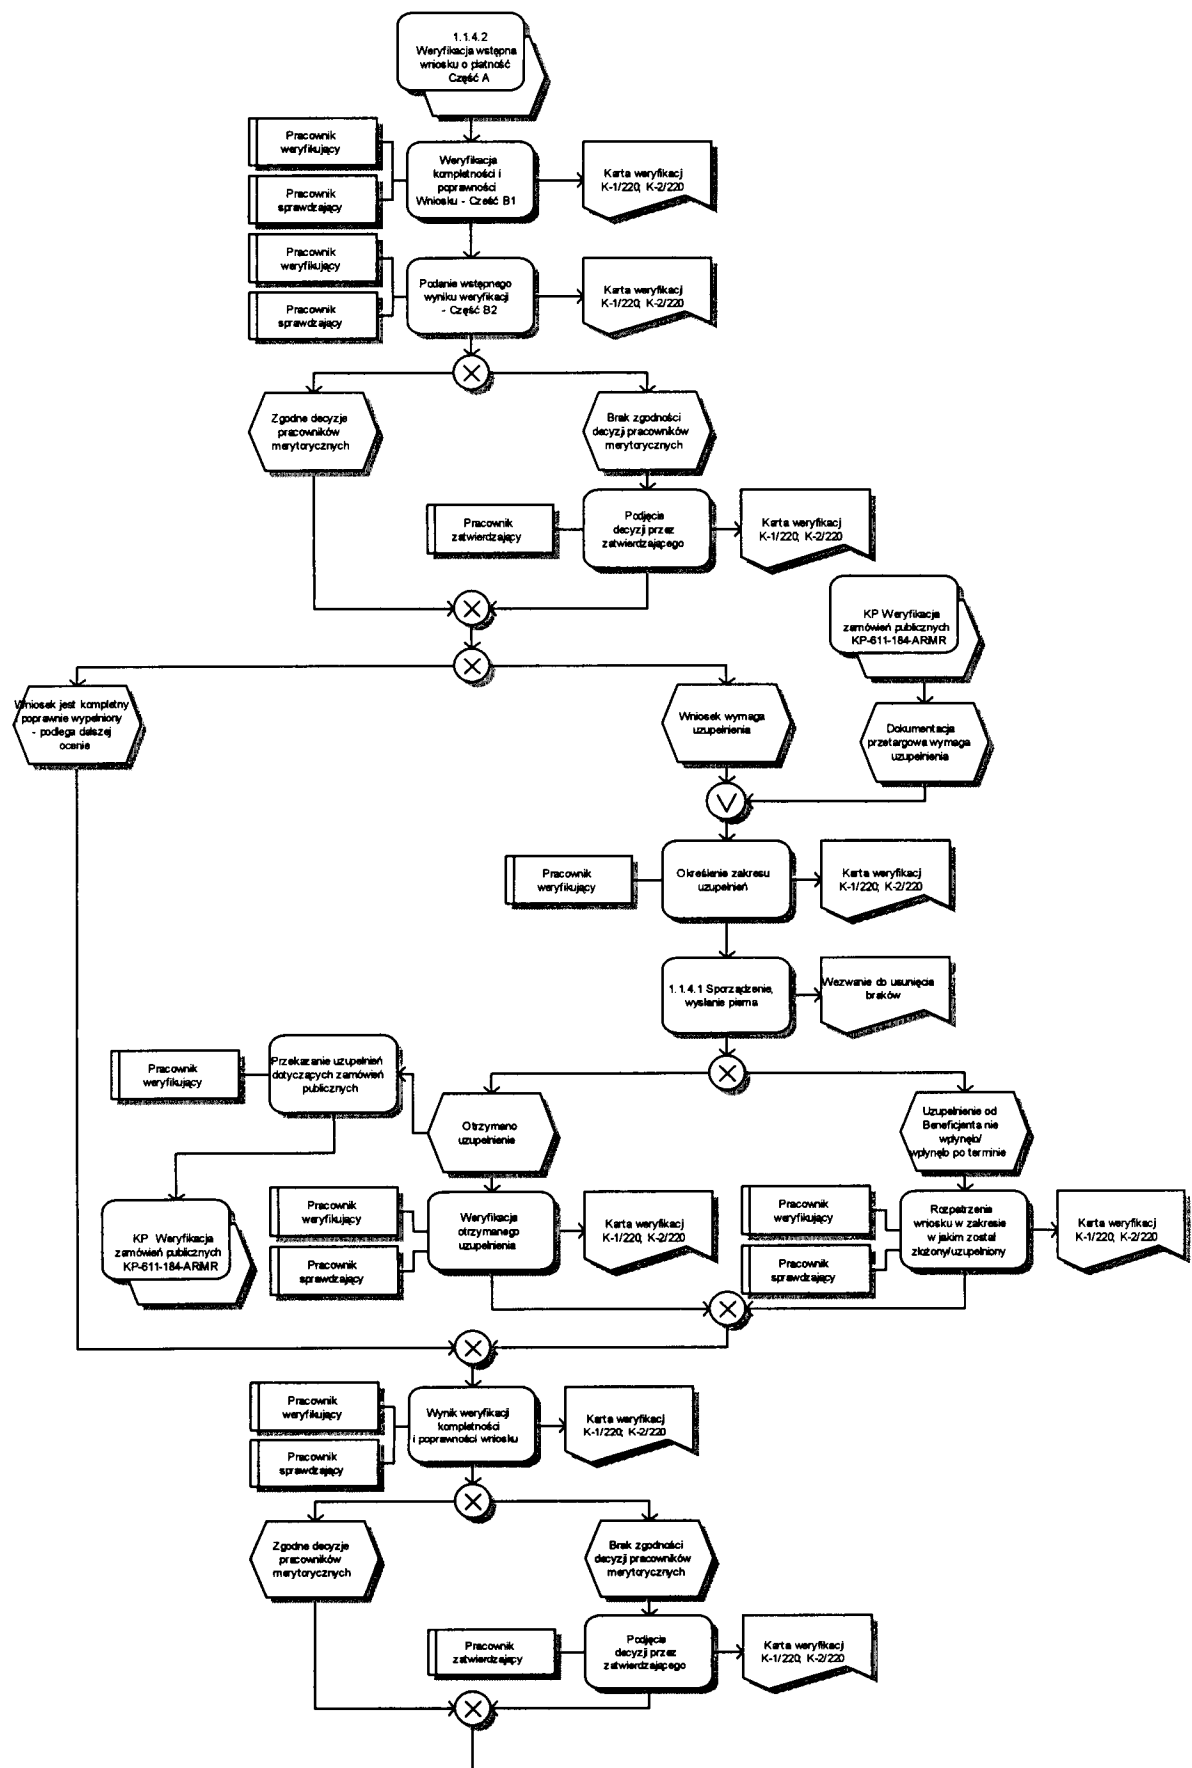 1.1.4.2
Weryfikacja wstępna
wniosku o płatność
Część A
Pracownik
weryfikujący
Pracownik
sprawdzający
Weryfikacja
kompletności i
poprawności
Wniosku - Cześć B1
Karta weryfikacj
K-1/220; K-2/220
Pracownik
weryfikujący
Pracownik
sprawdzający
Podanie wstępnego
wyniku weryfikacji
- Część B2
Karta weryfikacj
K-1/220; K-2/220
Zgodne decyzje
pracowników
merytorycznych
Brak zgodności
decyzji pracowników
merytorycznych
Pracownik
zatwierdzający
Podjęcie
decyzji przez
zatwierdzającego
Karta weryfikacj
K-1/220; K-2/220
KP Weryfikacja
zamówień publicznych
KP-611-184-ARMR
Wniosek jest kompletny
poprawnie wypełniony
- podlega dalszej
ocenie
Wniosek wymaga
uzupełnienia
Dokumentacja
przetargowa wymaga
uzupełnienia
Pracownik
weryfikujący
Określenie zakresu
uzupełnień
Karta weryfikacj
K-1/220; K-2/220
1.1.4.1 Sporządzenie,
wysłanie pisma
Wezwanie do usunięcia
braków
Pracownik
weryfikujący
Przekazanie uzupełnień
dotyczących zamówień
publicznych
Otrzymano
uzupełnienie
Uzupełnienie od
Beneficjenta nie
wpłynęło/
wpłynęło po terminie
KP Weryfikacja
zamówień publicznych
KP-611-184-ARMR
Pracownik
weryfikujący
Pracownik
sprawdzający
Weryfikacja
otrzymanego
uzupełnienia
Karta weryfikacj
K-1/220; K-2/220
Pracownik
weryfikujący
Pracownik
sprawdzający
Rozpatrzenie
wniosku w zakresie
w jakim został
złożony/uzupełniony
Karta weryfikacj
K-1/220; K-2/220
Pracownik
weryfikujący
Pracownik
sprawdzający
Wynik weryfikacji
kompletności
i poprawności wniosku
Karta weryfikacj
K-1/220; K-2/220
Zgodne decyzje
pracowników
merytorycznych
Brak zgodności
decyzji pracowników
merytorycznych
Pracownik
zatwierdzający
Podjęcie
decyzji przez
zatwierdzającego
Karta weryfikacj
K-1/220; K-2/220